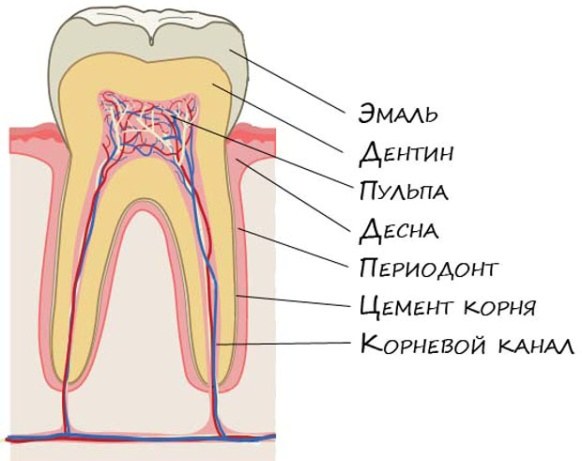 Эмаль
Дентин
Пульпа
Десна
Периодонт
Цемент корня
Корневой канал